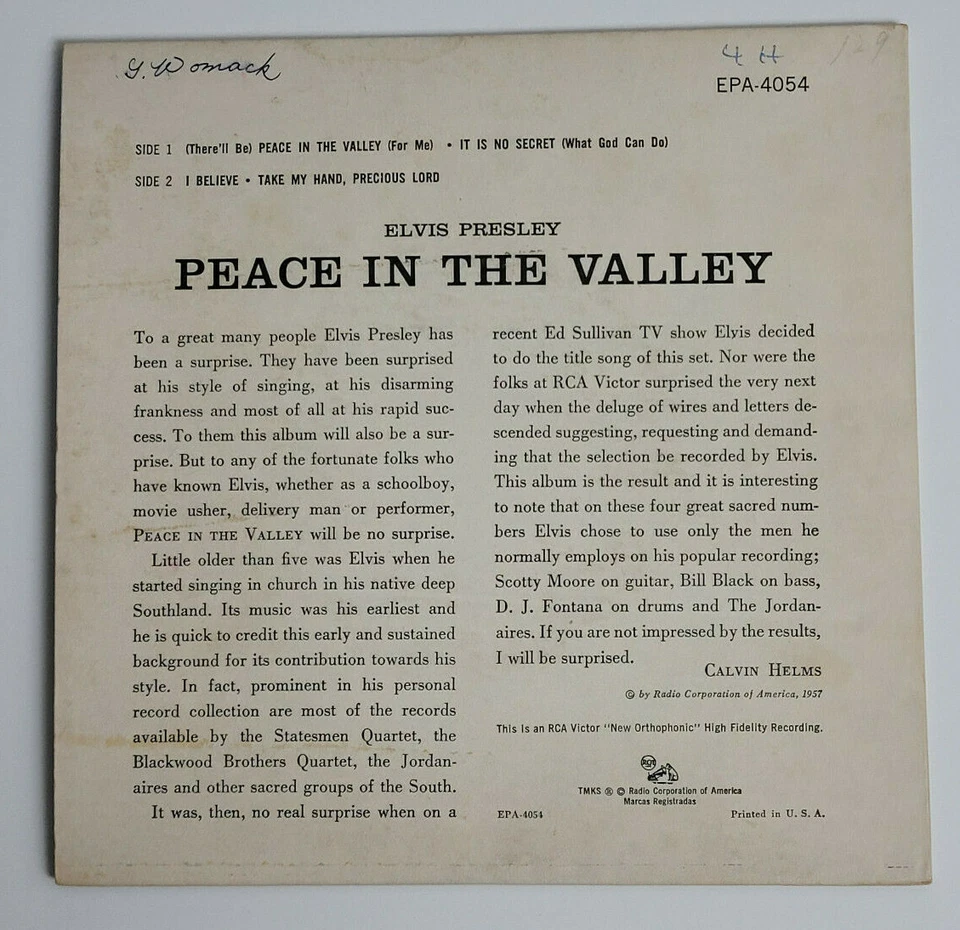 G. Womack
4 H
129
EPA-4054
SIDE 1 (There'll Be) PEACE IN THE VALLEY (For Me) • IT IS NO SECRET (What God Can Do)
SIDE 2 I BELIEVE • TAKE MY HAND, PRECIOUS LORD
ELVIS PRESLEY
PEACE IN THE VALLEY
To a great many people Elvis Presley has
been a surprise. They have been surprised
at his style of singing, at his disarming
frankness and most of all at his rapid suc-
cess. To them this album will also be a sur-
prise. But to any of the fortunate folks who
have known Elvis, whether as a schoolboy,
movie usher, delivery man or performer,
PEACE IN THE VALLEY will be no surprise.
Little older than five was Elvis when he
started singing in church in his native deep
Southland. Its music was his earliest and
he is quick to credit this early and sustained
background for its contribution towards his
style. In fact, prominent in his personal
record collection are most of the records
available by the Statesmen Quartet, the
Blackwood Brothers Quartet, the Jordan-
aires and other sacred groups of the South.
It was, then, no real surprise when on a
recent Ed Sullivan TV show Elvis decided
to do the title song of this set. Nor were the
folks at RCA Victor surprised the very next
day when the deluge of wires and letters de-
scended suggesting, requesting and demand-
ing that the selection be recorded by Elvis.
This album is the result and it is interesting
to note that on these four great sacred num-
bers Elvis chose to use only the men he
normally employs on his popular recording;
Scotty Moore on guitar, Bill Black on bass,
D. J. Fontana on drums and The Jordan-
aires. If you are not impressed by the results,
I will be surprised.
CALVIN HELMS
© by Radio Corporation of America, 1957
This is an RCA Victor "New Orthophonic" High Fidelity Recording.
RCA
TMKS ® © Radio Corporation of America
Marcas Registradas
EPA-4054
Printed in U. S. A.